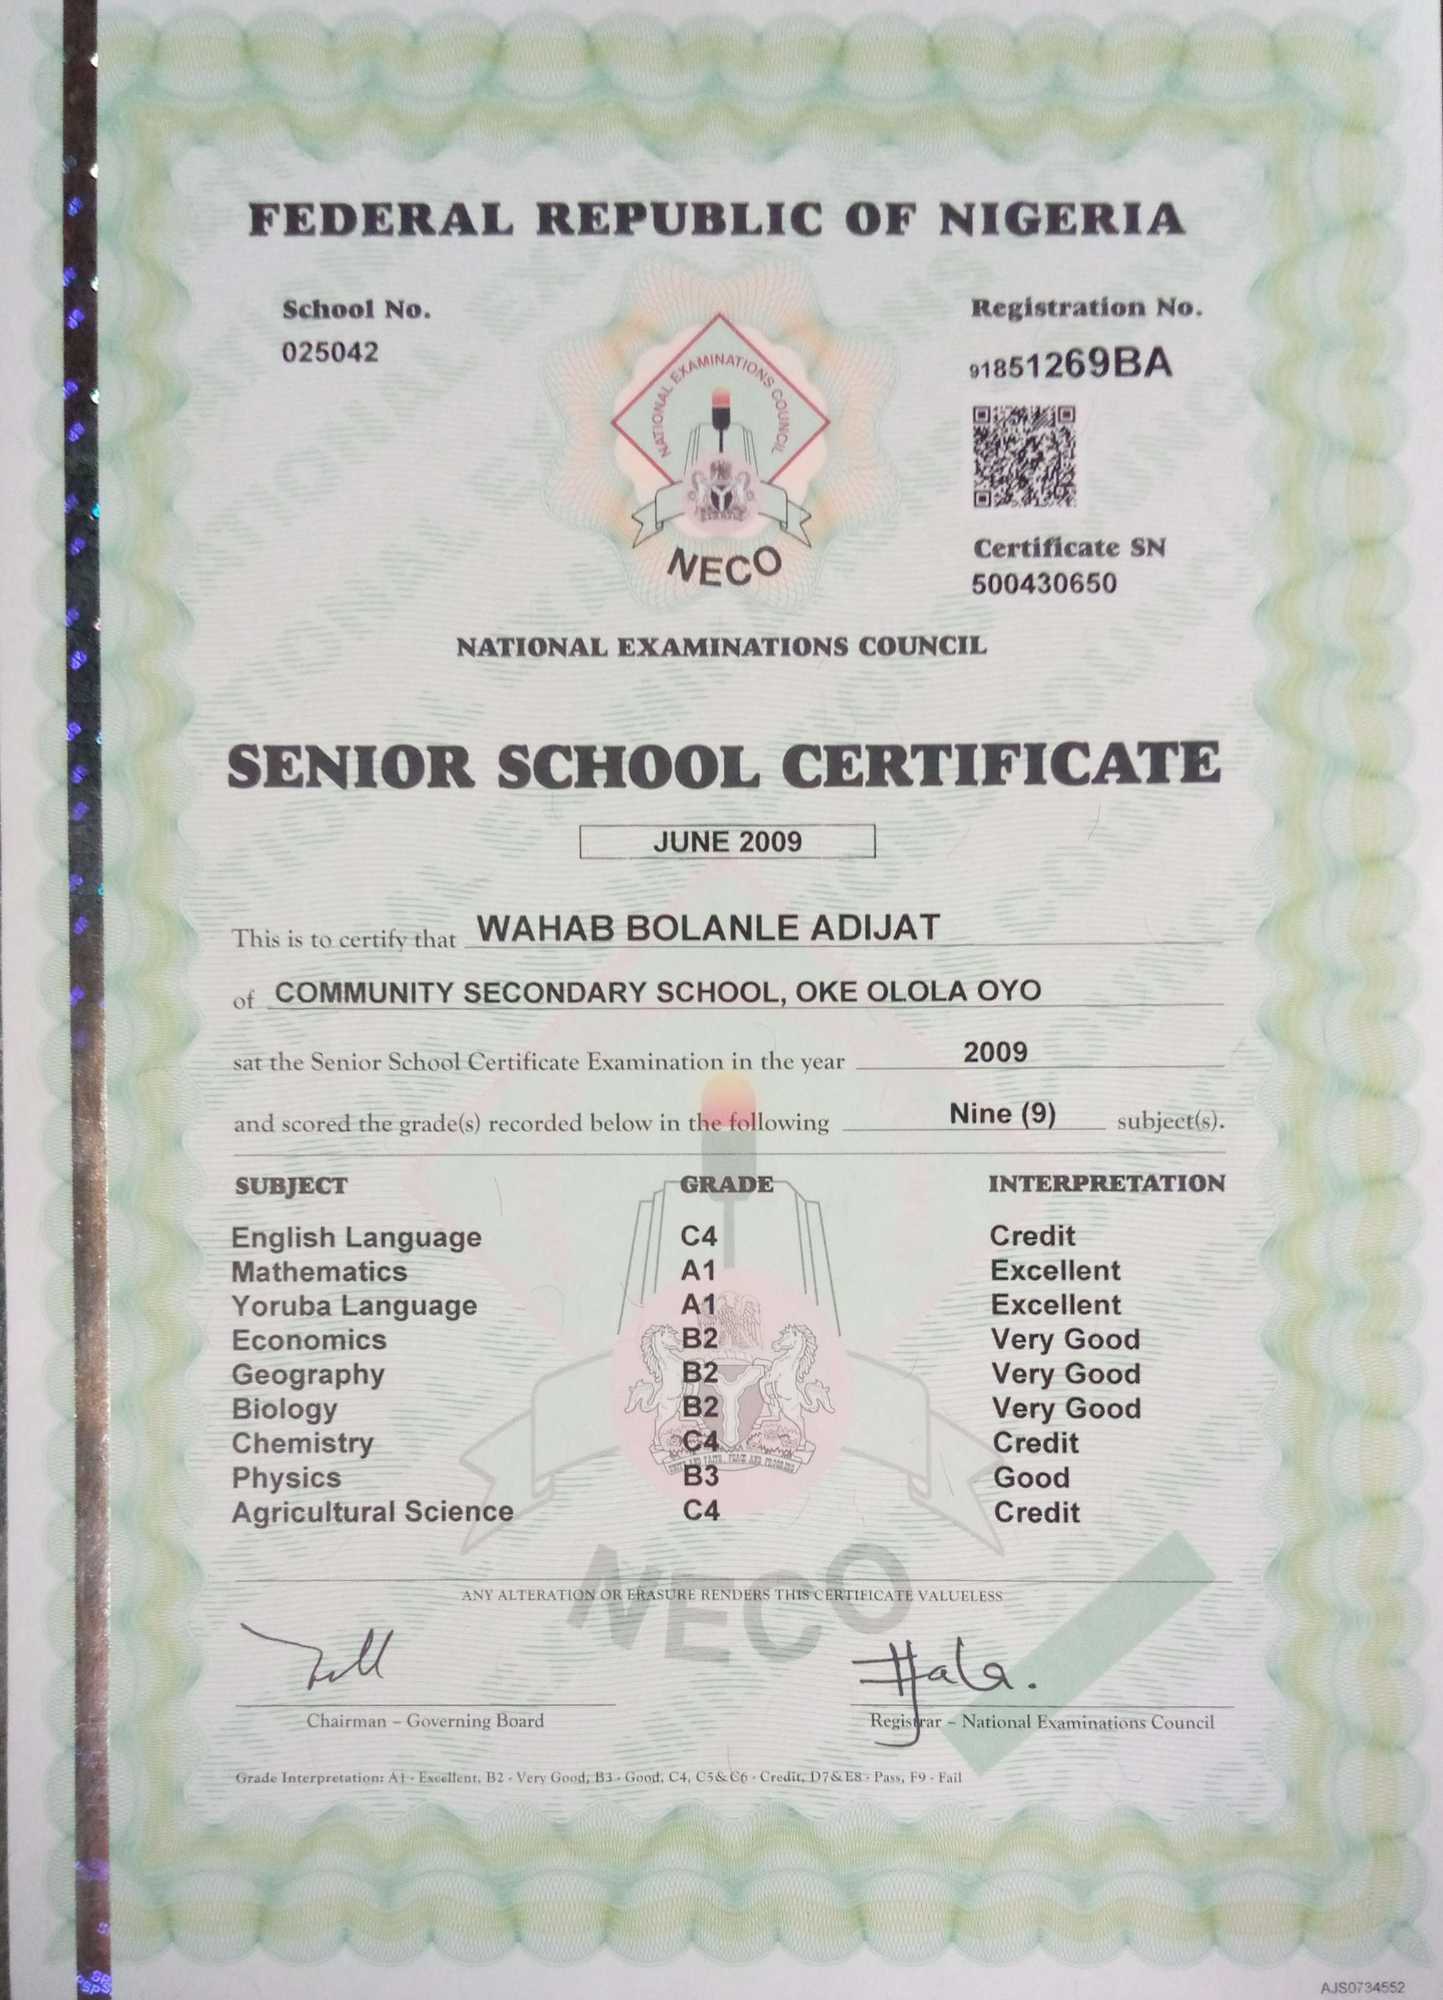 FEDERAL REPUBLIC OF NIGERIA
School No.
025042
Registration No.
91851269BA
NATIONAL EXAMINATIONS COUNCIL
NECO
Certificate SN
500430650
NATIONAL EXAMINATIONS COUNCIL
SENIOR SCHOOL CERTIFICATE
JUNE 2009
This is to certify that WAHAB BOLANLE ADIJAT
of COMMUNITY SECONDARY SCHOOL, OKE OLOLA OYO
sat the Senior School Certificate Examination in the year 2009
and scored the grade(s) recorded below in the following Nine (9) subject(s).
SUBJECT GRADE INTERPRETATION
English Language C4 Credit
Mathematics A1 Excellent
Yoruba Language A1 Excellent
Economics B2 Very Good
Geography B2 Very Good
Biology B2 Very Good
Chemistry C4 Credit
Physics B3 Good
Agricultural Science C4 Credit
NECO
ANY ALTERATION OR ERASURE RENDERS THIS CERTIFICATE VALUELESS
Chairman – Governing Board
Registrar – National Examinations Council
Grade Interpretation: A1 - Excellent, B2 - Very Good, B3 - Good, C4, C5 & C6 - Credit, D7 & E8 - Pass, F9 - Fail
AJS0734552